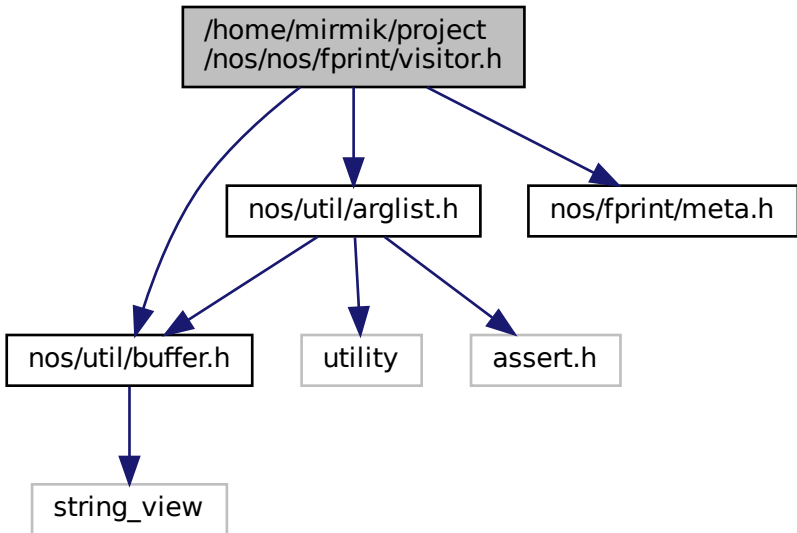 /home/mirmik/project
/nos/nos/fprint/visitor.h
nos/util/arglist.h
nos/fprint/meta.h
nos/util/buffer.h
utility
assert.h
string_view